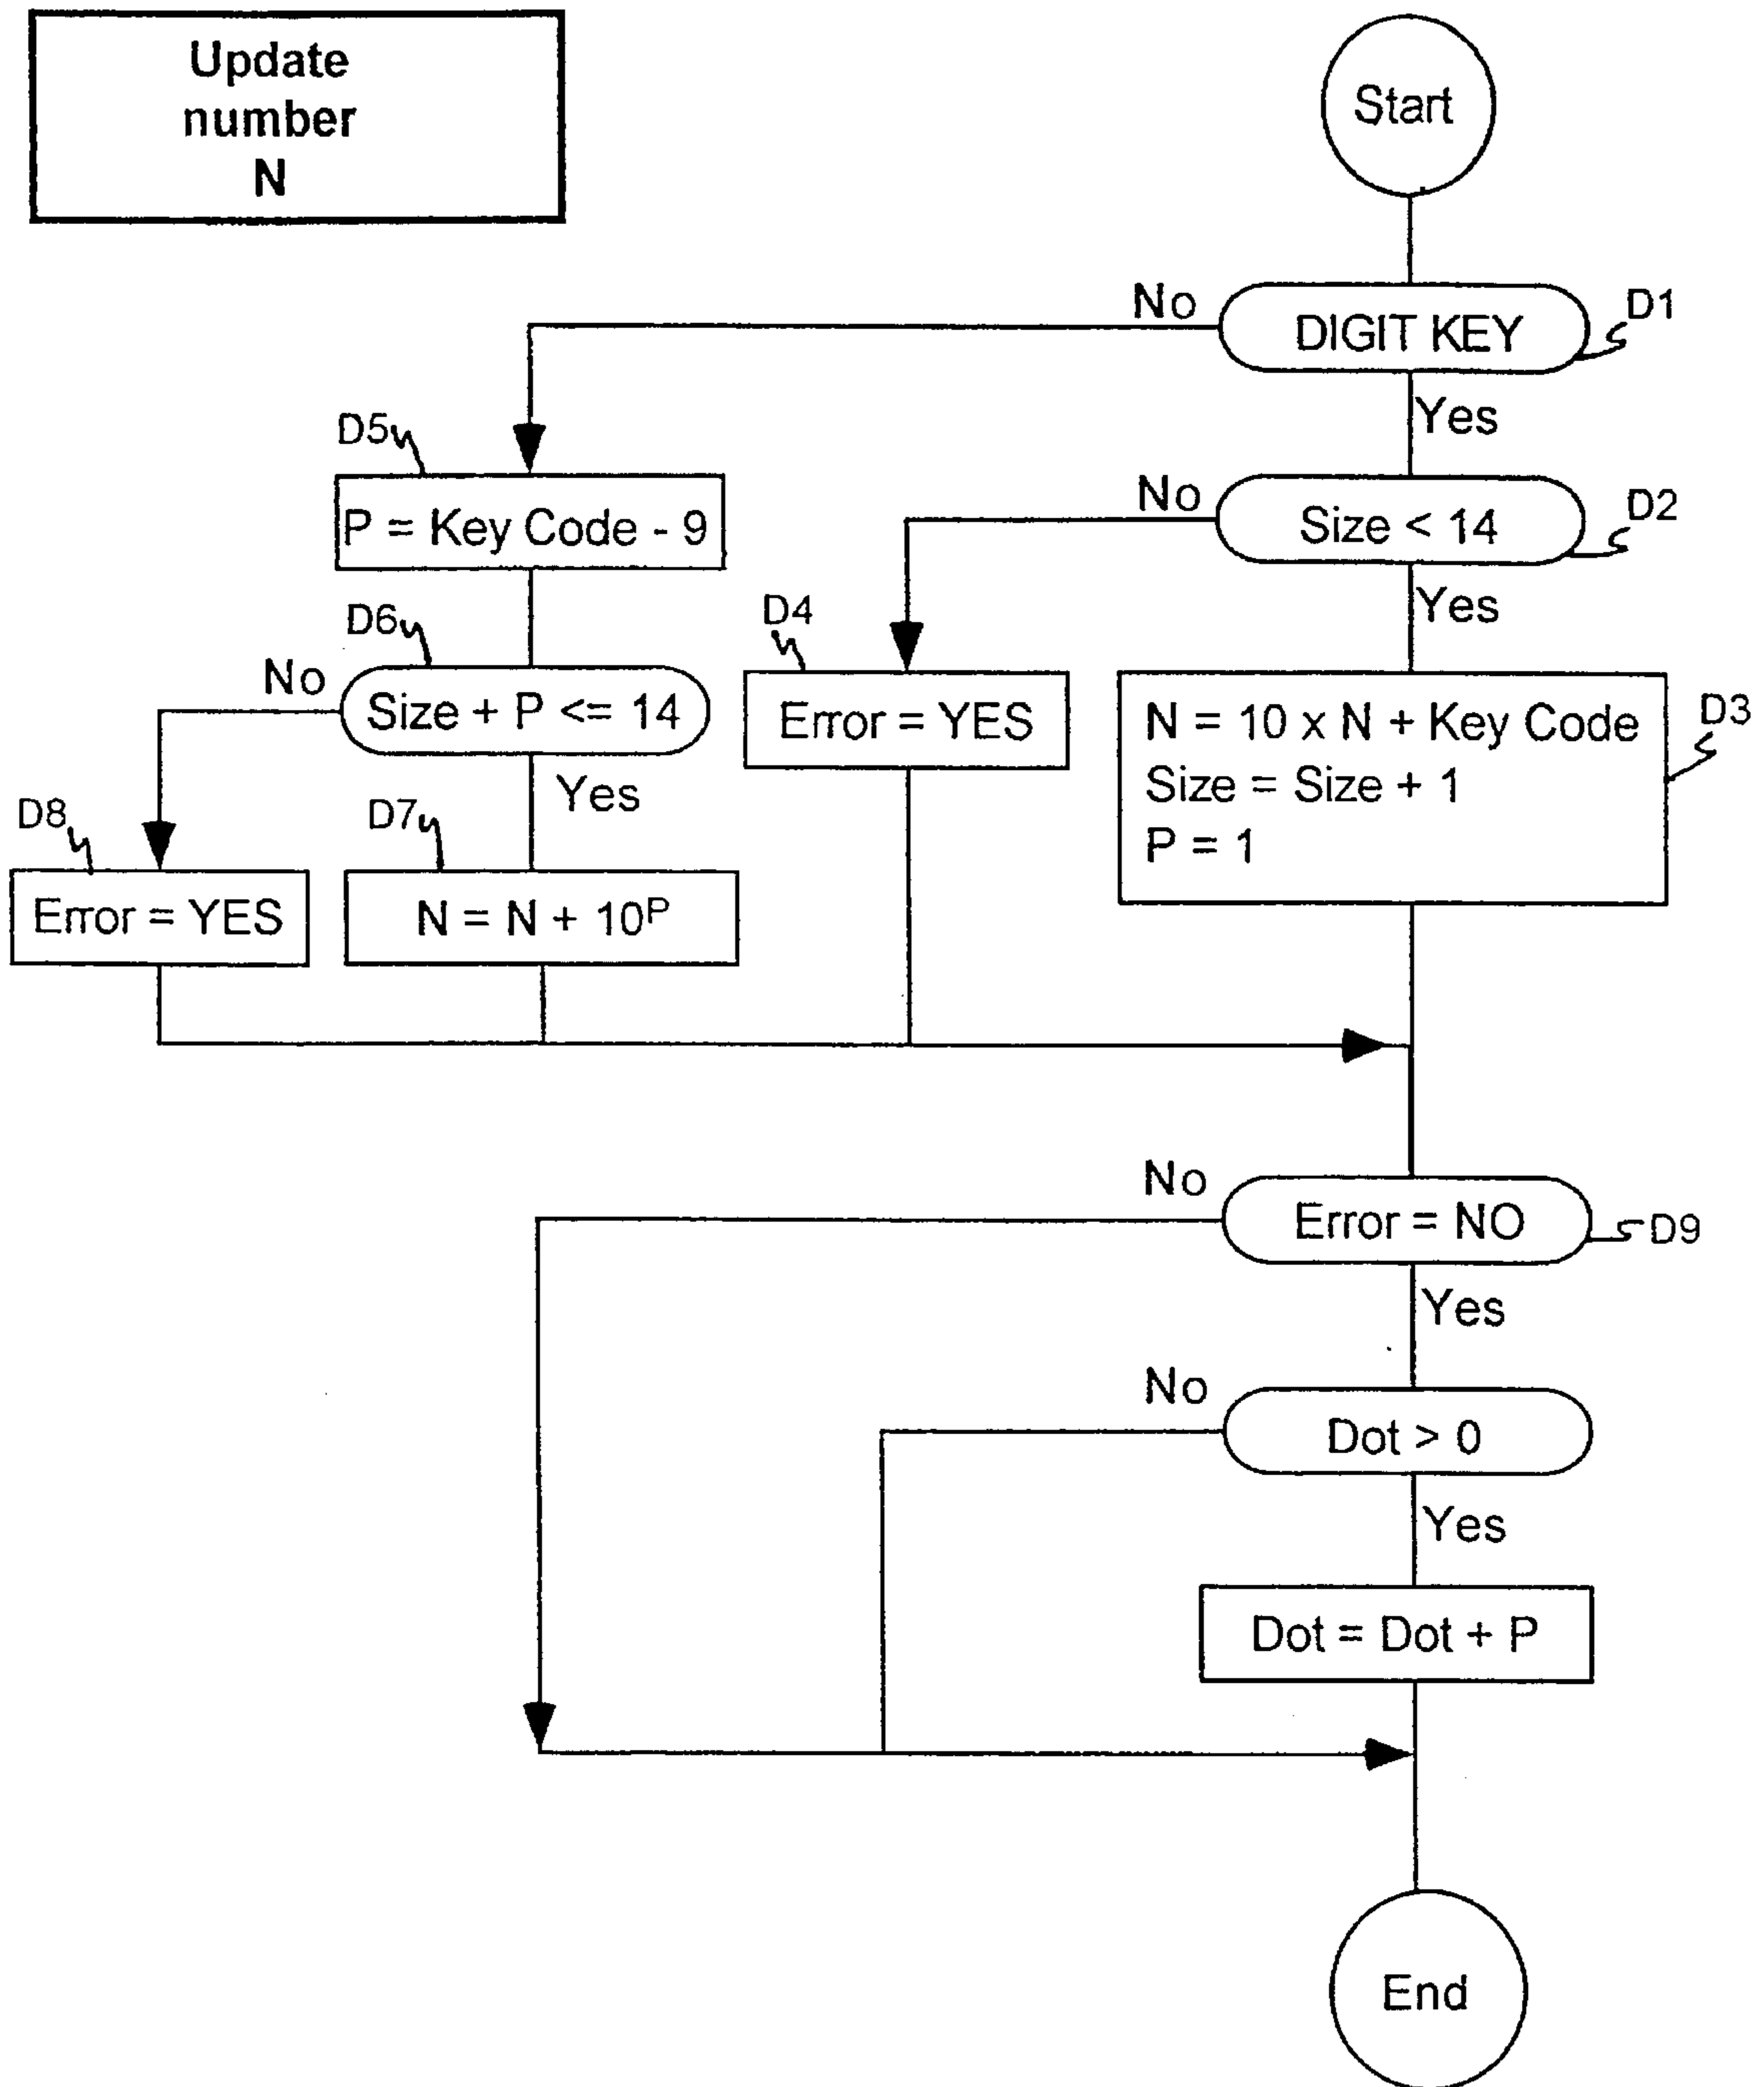 Update
number
N
Start
No
DIGIT KEY
D1
Yes
D5
P = Key Code - 9
No
Size < 14
D2
Yes
D6
No
Size + P <= 14
Yes
D4
Error = YES
N = 10 x N + Key Code
Size = Size + 1
P = 1
D3
D8
Error = YES
D7
N = N + 10ᴾ
No
Error = NO
D9
Yes
No
Dot > 0
Yes
Dot = Dot + P
End